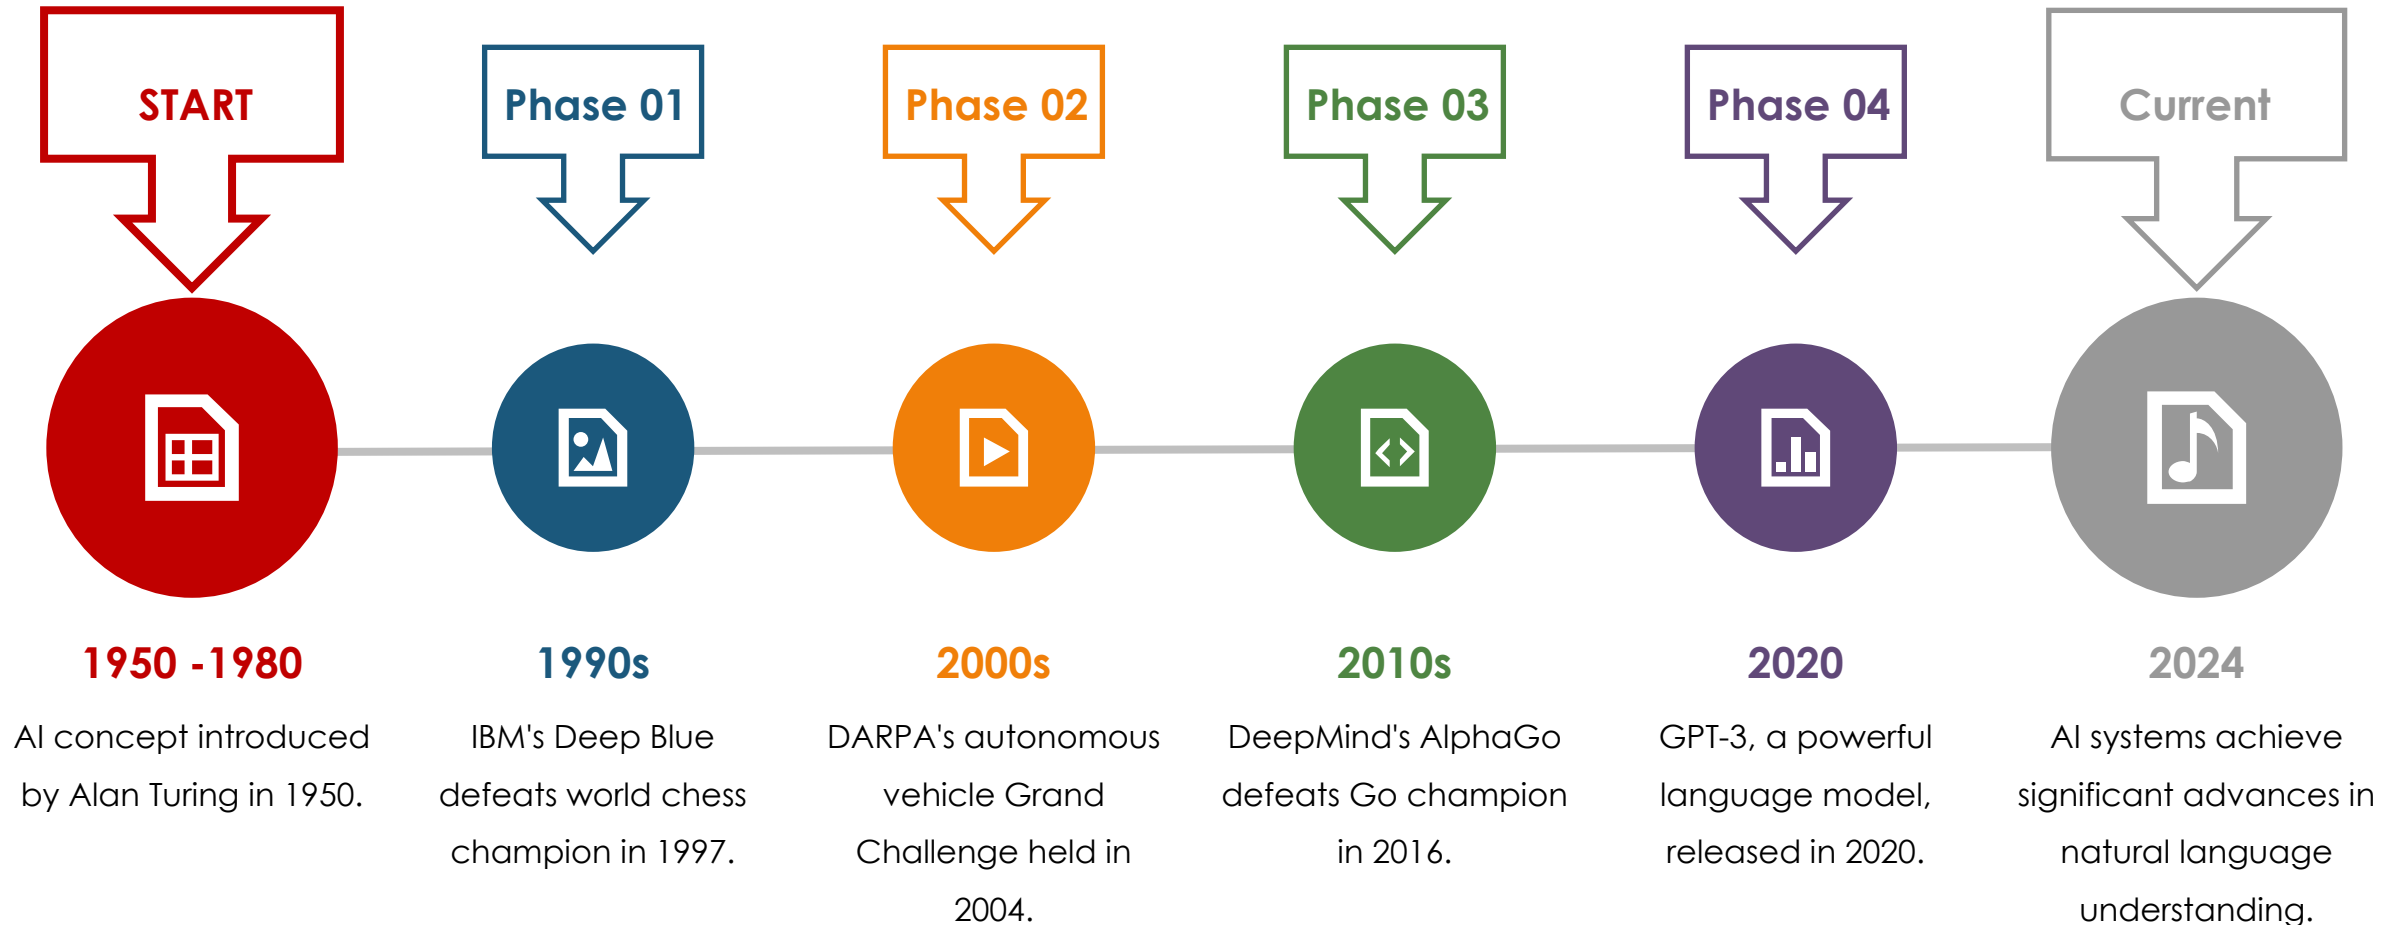 START
Phase 01
Phase 02
Phase 03
Phase 04
Current
1950 -1980
AI concept introduced
by Alan Turing in 1950.
1990s
IBM's Deep Blue
defeats world chess
champion in 1997.
2000s
DARPA's autonomous
vehicle Grand
Challenge held in
2004.
2010s
DeepMind's AlphaGo
defeats Go champion
in 2016.
2020
GPT-3, a powerful
language model,
released in 2020.
2024
AI systems achieve
significant advances in
natural language
understanding.